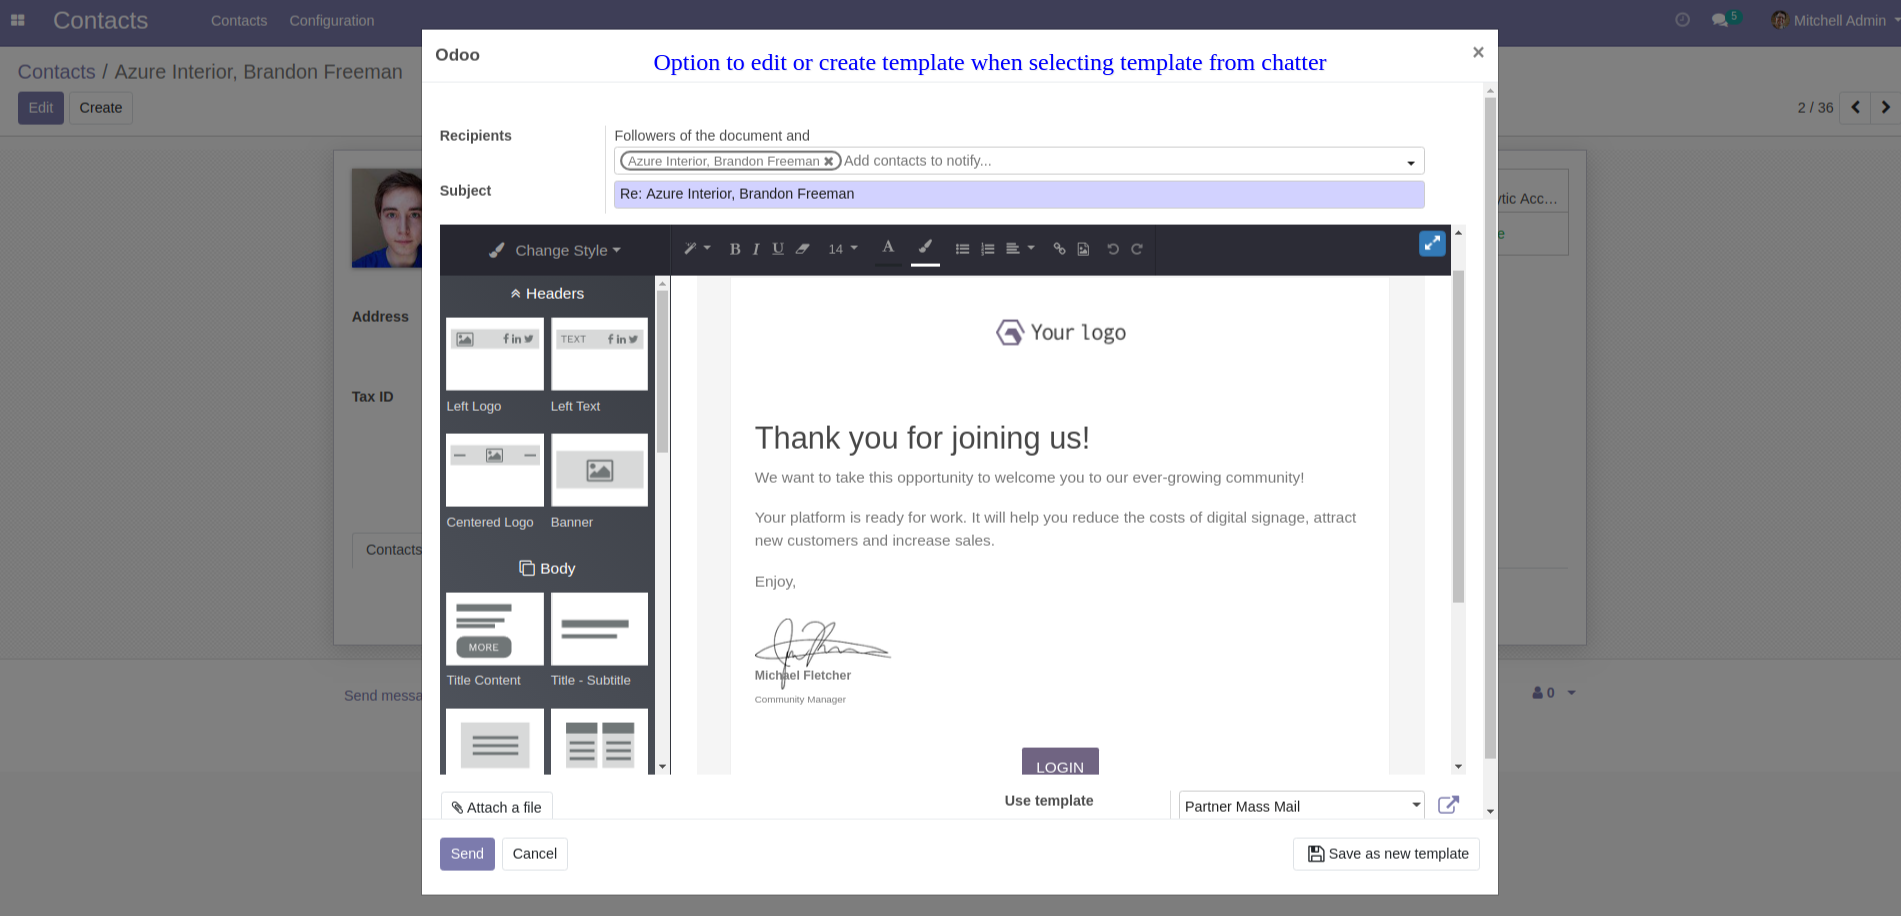 Contacts
Contacts
Configuration
5
Mitchell Admin
Contacts / Azure Interior, Brandon Freeman
Edit
Create
2 / 36
Odoo
Option to edit or create template when selecting template from chatter
×
Recipients
Followers of the document and
Azure Interior, Brandon Freeman
Add contacts to notify...
Subject
Re: Azure Interior, Brandon Freeman
Change Style
B I U
14
A
Headers
TEXT
Left Logo
Left Text
Centered Logo
Banner
Body
MORE
Title Content
Title - Subtitle
Your logo
Thank you for joining us!
We want to take this opportunity to welcome you to our ever-growing community!
Your platform is ready for work. It will help you reduce the costs of digital signage, attract
new customers and increase sales.
Enjoy,
Michael Fletcher
Community Manager
LOGIN
Attach a file
Use template
Partner Mass Mail
Send
Cancel
Save as new template
Address
Tax ID
Contacts
Send messa
ytic Acc...
e
0